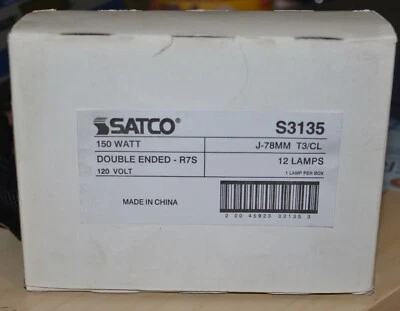 SATCO® S3135
150 WATT J-78MM T3/CL
DOUBLE ENDED - R7S 12 LAMPS
120 VOLT 1 LAMP PER BOX
MADE IN CHINA